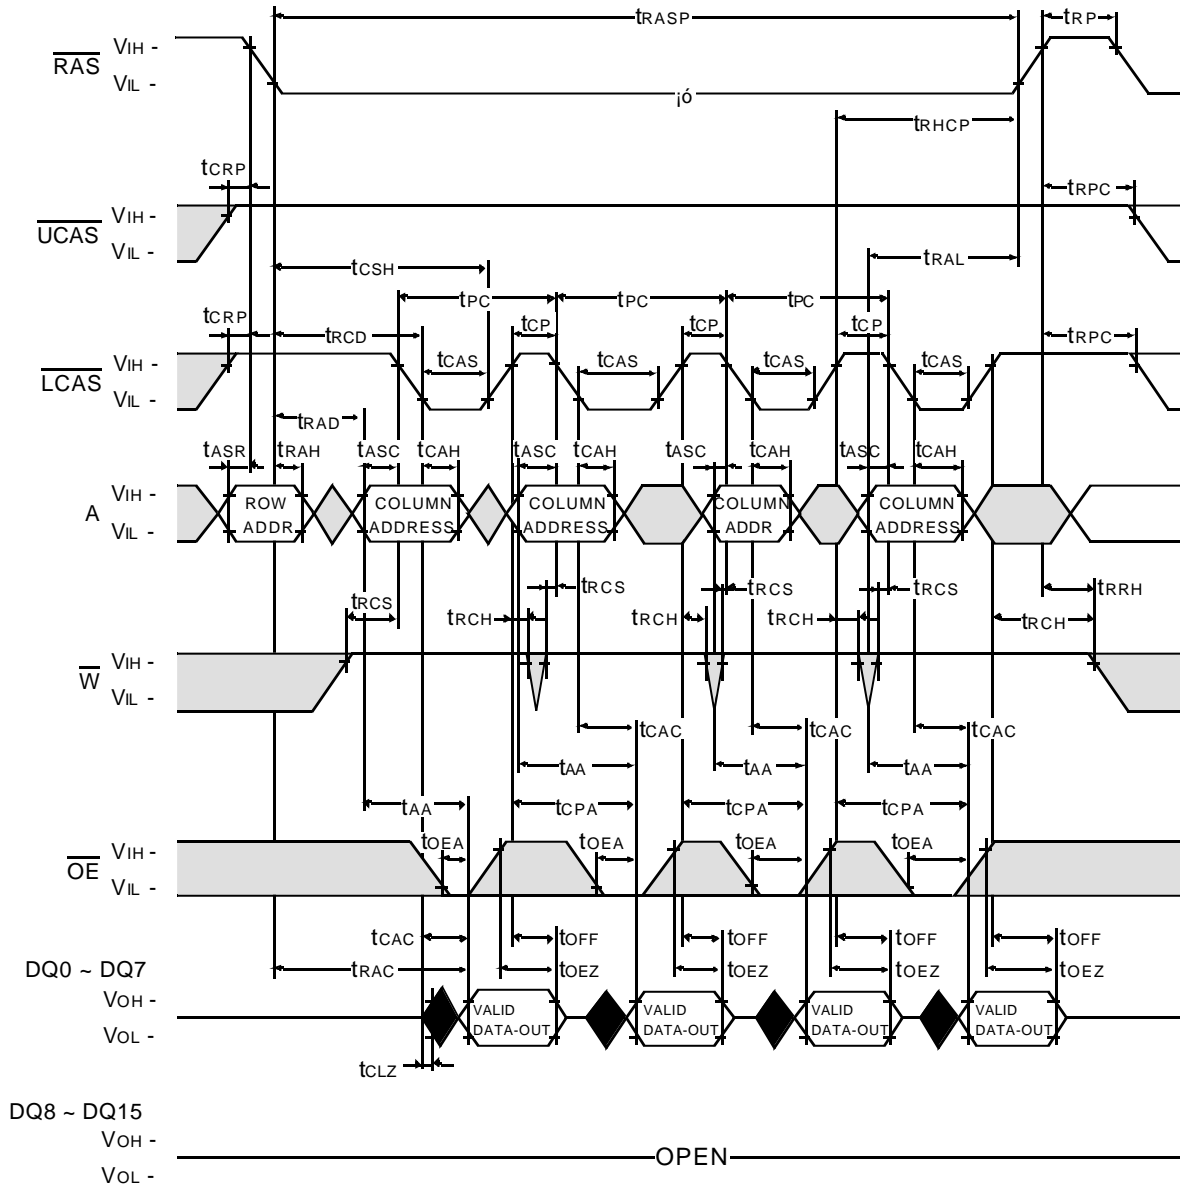 tRASP
tRP
RAS
VIH -
VIL -
¡ó
tRHCP
tCRP
tRPC
UCAS
VIH -
VIL -
tCSH
tRAL
tPC
tPC
tPC
tCRP
tRCD
tCP
tCP
tCP
tRPC
LCAS
VIH -
VIL -
tCAS
tCAS
tCAS
tCAS
tRAD
tASR
tRAH
tASC
tCAH
tASC
tCAH
tASC
tCAH
tASC
tCAH
A
VIH -
VIL -
ROW
ADDR
COLUMN
ADDRESS
COLUMN
ADDRESS
COLUMN
ADDR
COLUMN
ADDRESS
tRCS
tRCS
tRCS
tRCS
tRRH
tRCH
tRCH
tRCH
tRCH
W
VIH -
VIL -
tCAC
tCAC
tCAC
tAA
tAA
tAA
tAA
tCPA
tCPA
tCPA
tOEA
tOEA
tOEA
tOEA
OE
VIH -
VIL -
tCAC
tOFF
tOFF
tOFF
tOFF
tRAC
tOEZ
tOEZ
tOEZ
tOEZ
DQ0 ~ DQ7
VOH -
VOL -
VALID
DATA-OUT
VALID
DATA-OUT
VALID
DATA-OUT
VALID
DATA-OUT
tCLZ
DQ8 ~ DQ15
VOH -
VOL -
OPEN